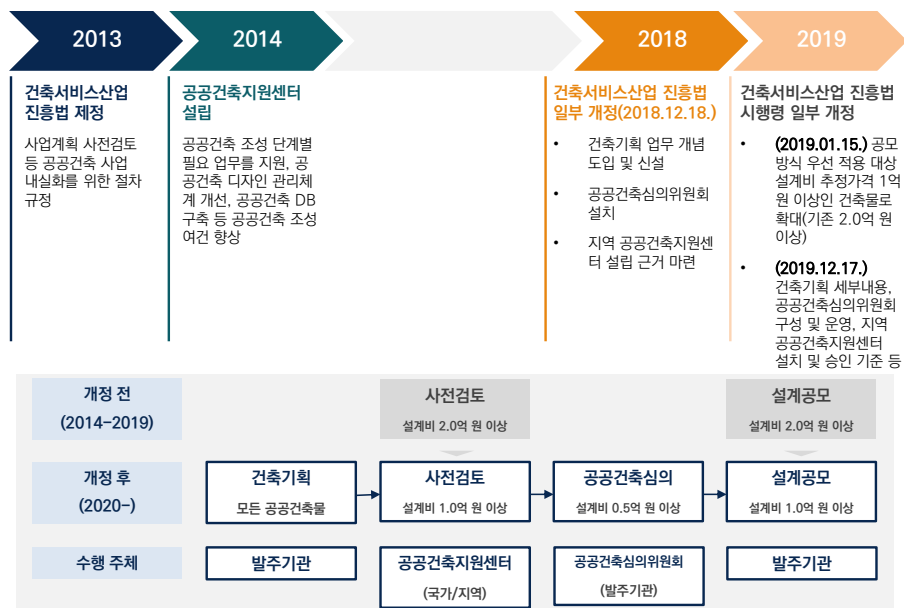 2013
2014
2018
2019
건축서비스산업
진흥법 제정
사업계획 사전검토
등 공공건축 사업
내실화를 위한 절차
규정
공공건축지원센터
설립
공공건축 조성 단계별
필요 업무를 지원, 공
공건축 디자인 관리체
계 개선, 공공건축 DB
구축 등 공공건축 조성
여건 향상
건축서비스산업 진흥법
일부 개정(2018.12.18.)
• 건축기획 업무 개념
도입 및 신설
• 공공건축심의위원회
설치
• 지역 공공건축지원센
터 설립 근거 마련
건축서비스산업 진흥법
시행령 일부 개정
• (2019.01.15.) 공모
방식 우선 적용 대상
설계비 추정가격 1억
원 이상인 건축물로
확대(기존 2.0억 원
이상)
• (2019.12.17.)
건축기획 세부내용,
공공건축심의위원회
구성 및 운영, 지역
공공건축지원센터
설치 및 승인 기준 등
개정 전
(2014-2019)
사전검토
설계비 2.0억 원 이상
설계공모
설계비 2.0억 원 이상
개정 후
(2020-)
건축기획
모든 공공건축물
사전검토
설계비 1.0억 원 이상
공공건축심의
설계비 0.5억 원 이상
설계공모
설계비 1.0억 원 이상
수행 주체
발주기관
공공건축지원센터
(국가/지역)
공공건축심의위원회
(발주기관)
발주기관